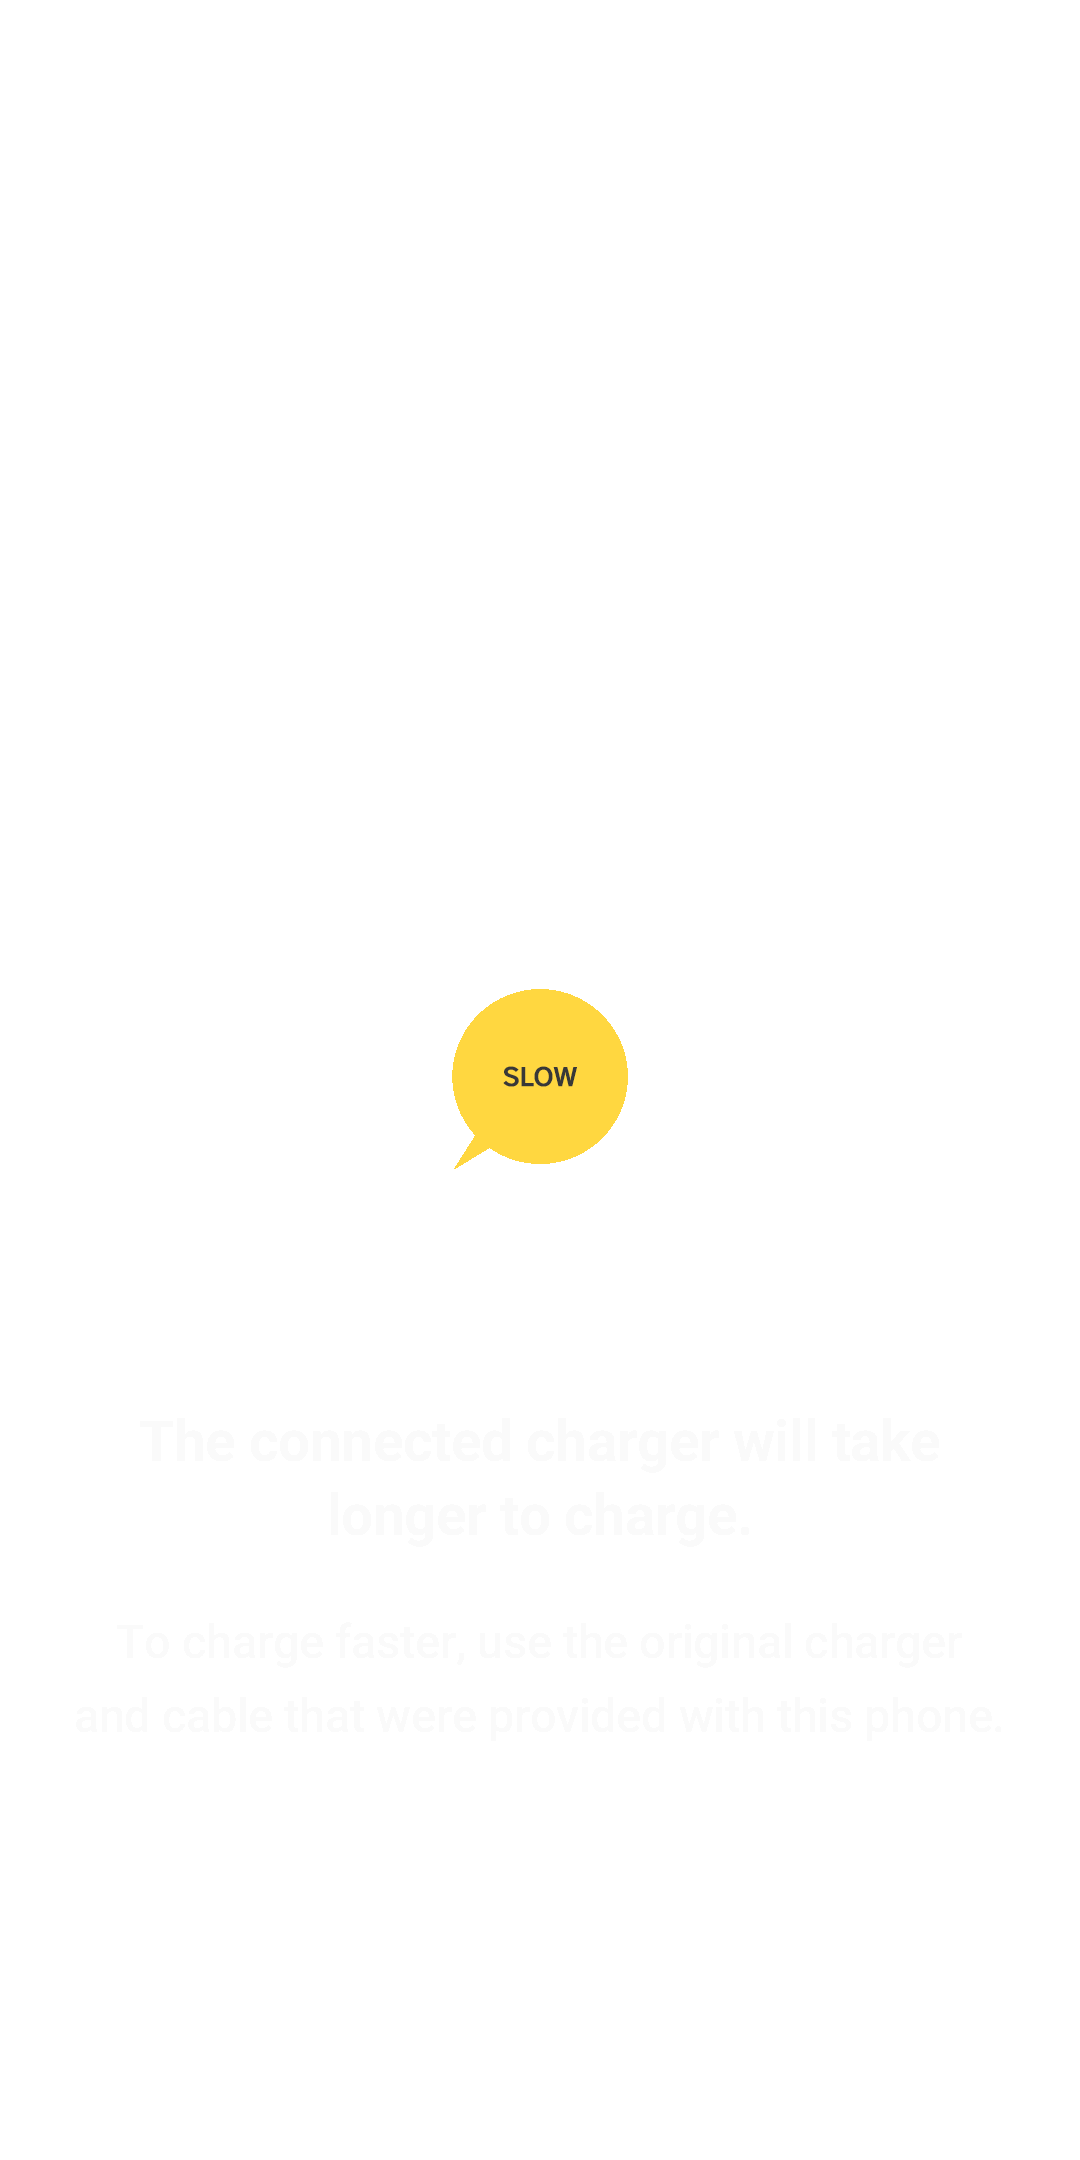 SLOW
The connected charger will take
longer to charge.
To charge faster, use the original charger
and cable that were provided with this phone.